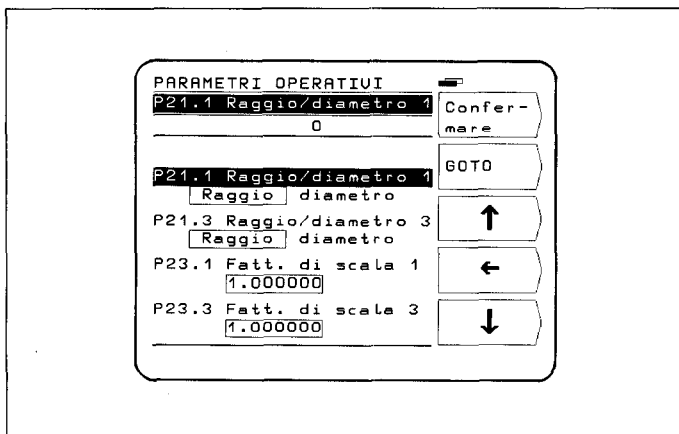 PARAMETRI OPERATIVI
P21.1 Raggio/diametro 1
0
P21.1 Raggio/diametro 1
Raggio diametro
P21.3 Raggio/diametro 3
Raggio diametro
P23.1 Fatt. di scala 1
1.000000
P23.3 Fatt. di scala 3
1.000000
Confer-
mare
GOTO
↑
←
↓